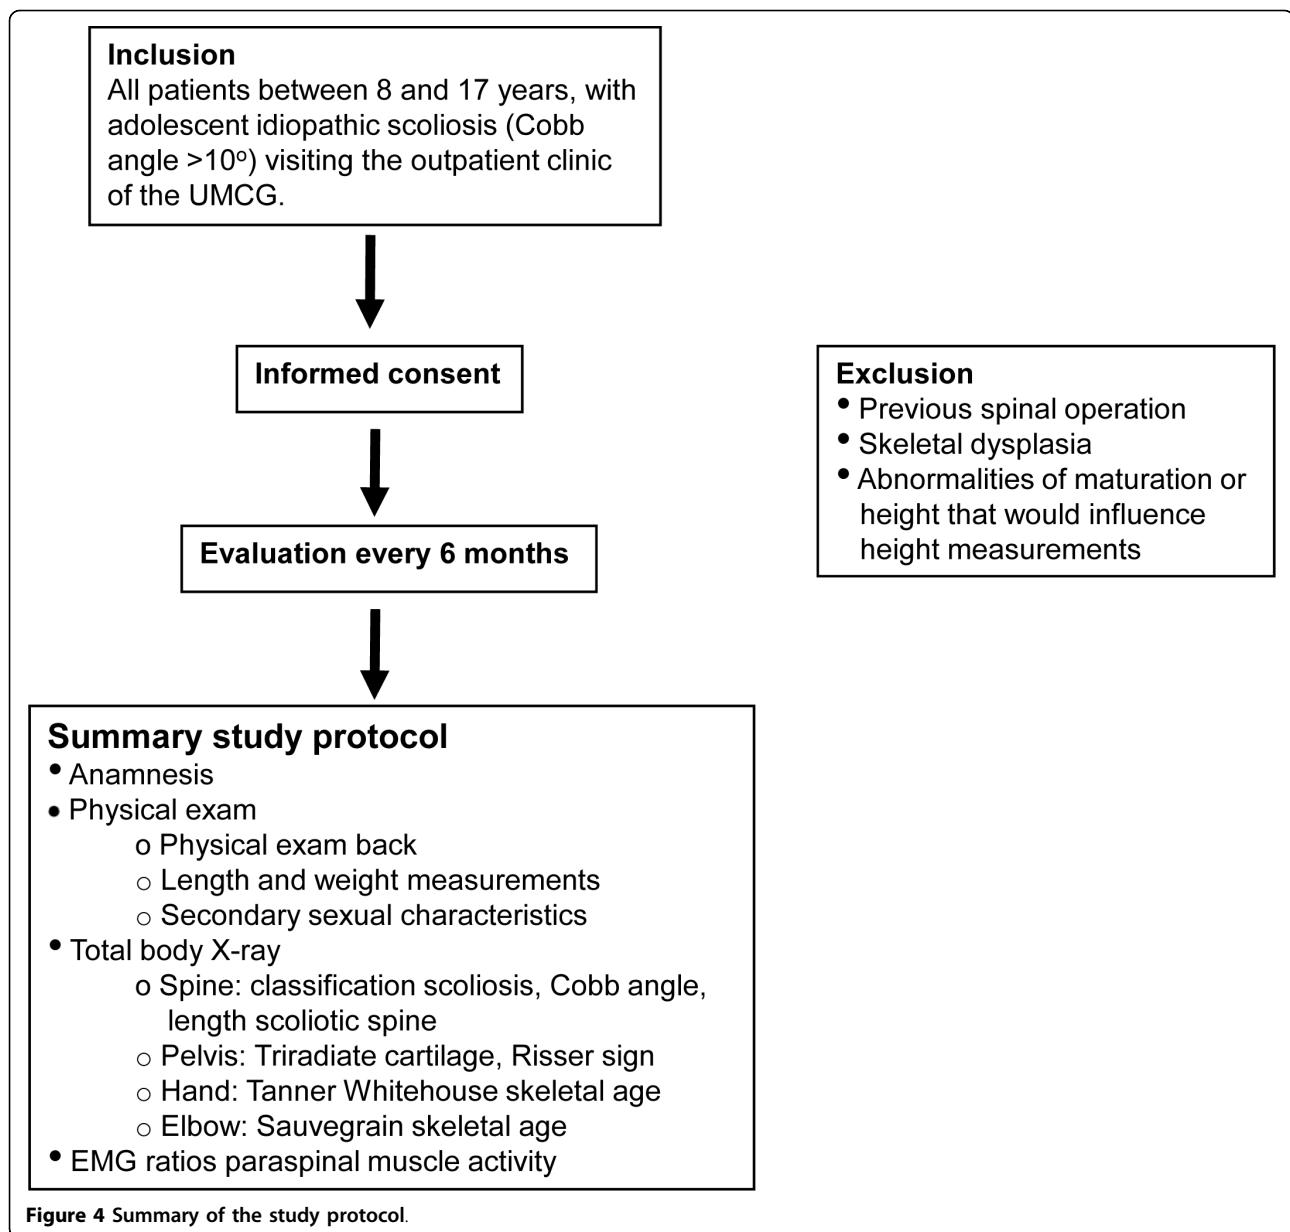 Inclusion
All patients between 8 and 17 years, with
adolescent idiopathic scoliosis (Cobb
angle >10º) visiting the outpatient clinic
of the UMCG.
Informed consent
Exclusion
• Previous spinal operation
• Skeletal dysplasia
• Abnormalities of maturation or
height that would influence
height measurements
Evaluation every 6 months
Summary study protocol
• Anamnesis
• Physical exam
o Physical exam back
○ Length and weight measurements
○ Secondary sexual characteristics
• Total body X-ray
o Spine: classification scoliosis, Cobb angle,
length scoliotic spine
○ Pelvis: Triradiate cartilage, Risser sign
○ Hand: Tanner Whitehouse skeletal age
○ Elbow: Sauvegrain skeletal age
• EMG ratios paraspinal muscle activity
Figure 4 Summary of the study protocol.